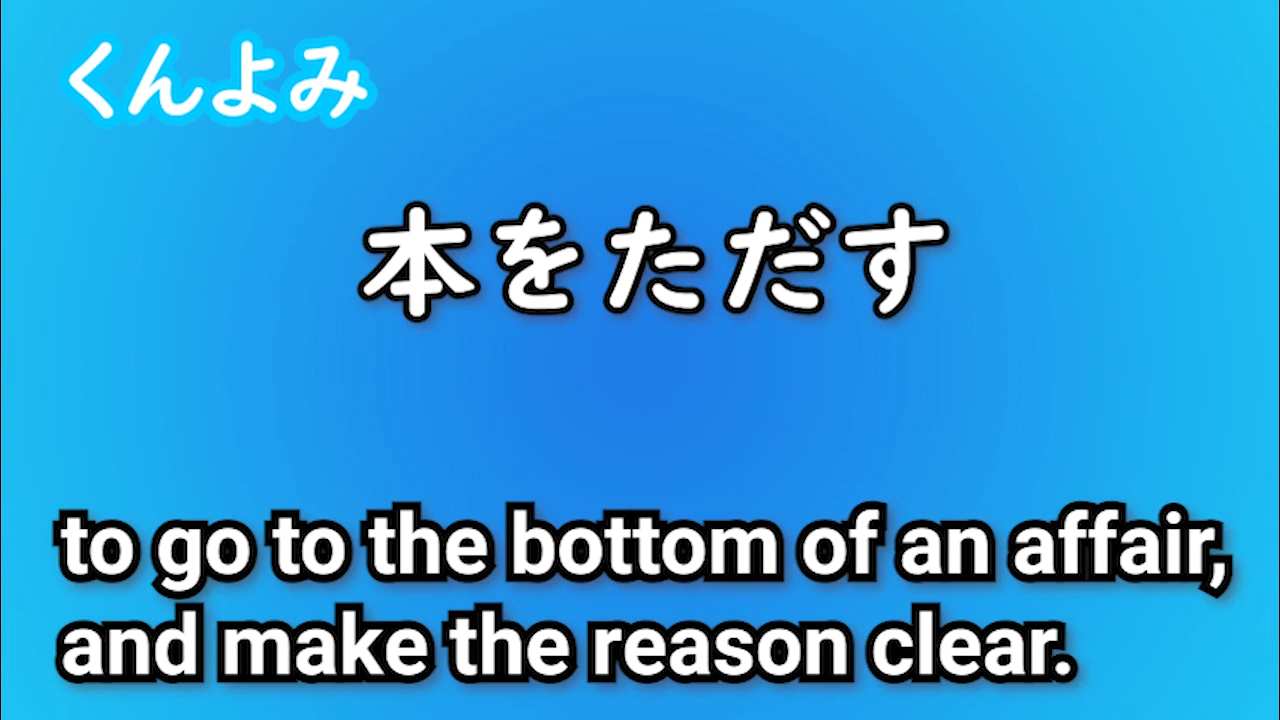 くんよみ
本をただす
to go to the bottom of an affair,
and make the reason clear.